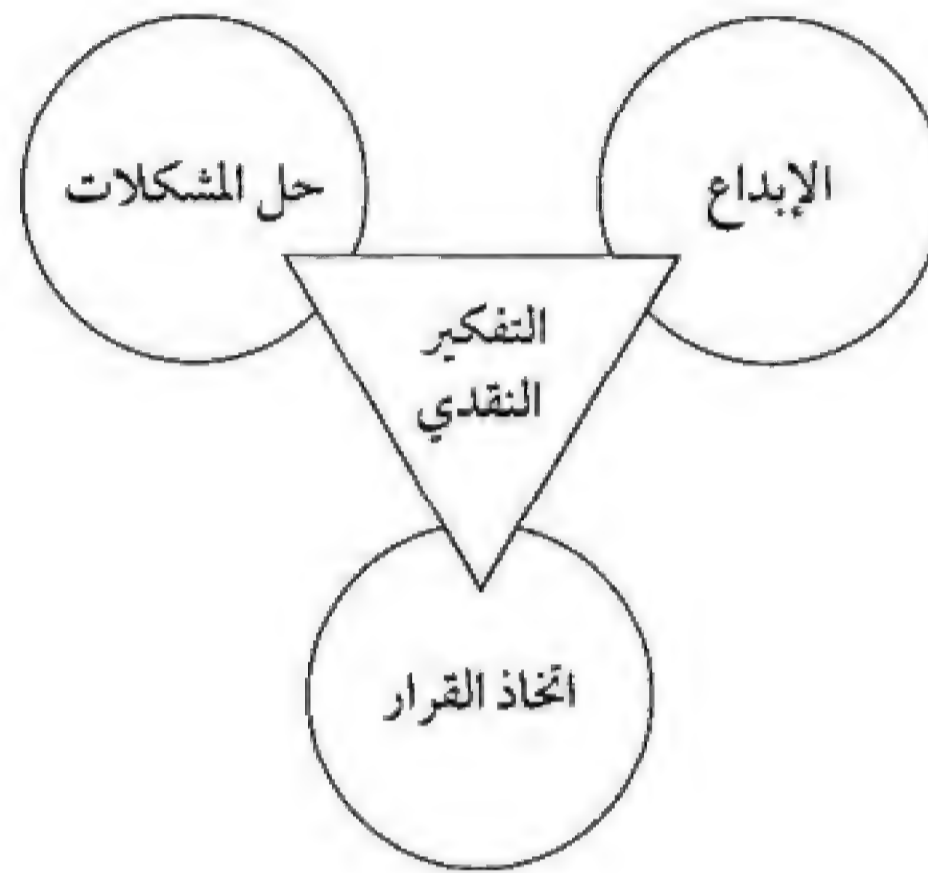 الإبداع
حل المشكلات
التفكير
النقدي
اتخاذ القرار